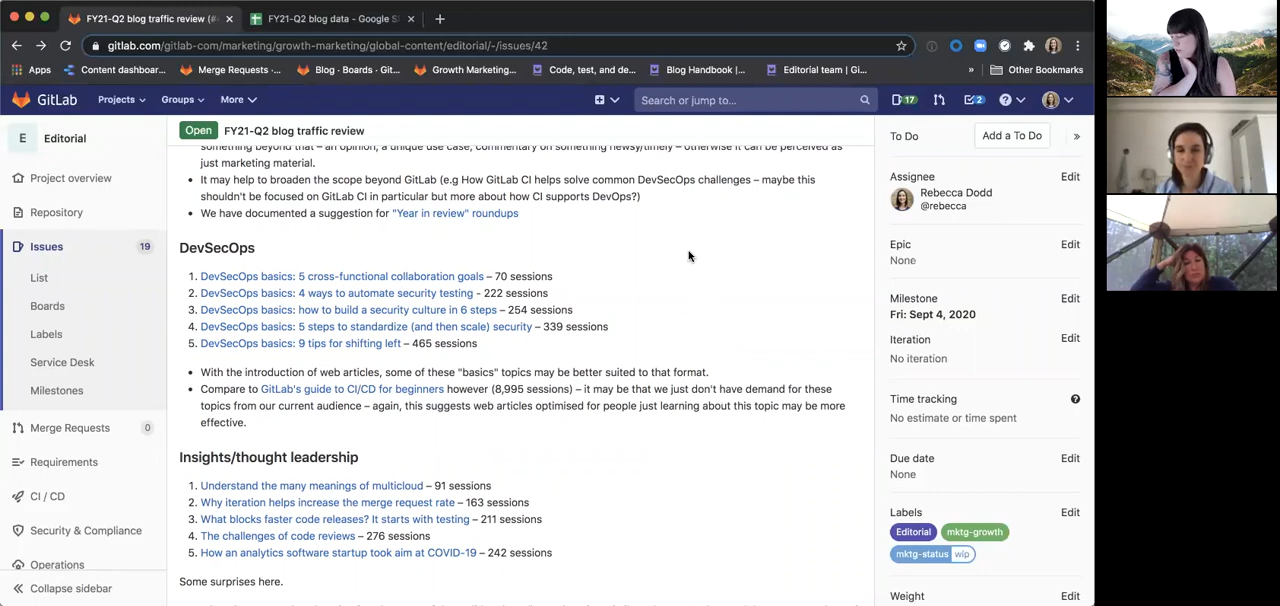 FY21-Q2 blog traffic review (#
FY21-Q2 blog data - Google S
gitlab.com/gitlab-com/marketing/growth-marketing/global-content/editorial/-/issues/42
Apps
Content dashboar...
Merge Requests ·...
Blog · Boards · Git...
Growth Marketing...
Code, test, and de...
Blog Handbook |...
Editorial team | Gi...
»
Other Bookmarks
GitLab
Projects
Groups
More
Search or jump to...
17
2
E Editorial
Project overview
Repository
Issues 19
List
Boards
Labels
Service Desk
Milestones
Merge Requests 0
Requirements
CI / CD
Security & Compliance
Operations
Collapse sidebar
Open FY21-Q2 blog traffic review
something beyond that – an opinion, a unique use case, commentary on something newsy/timely – otherwise it can be perceived as
just marketing material.
• It may help to broaden the scope beyond GitLab (e.g How GitLab CI helps solve common DevSecOps challenges – maybe this
shouldn't be focused on GitLab CI in particular but more about how CI supports DevOps?)
• We have documented a suggestion for "Year in review" roundups
DevSecOps
1. DevSecOps basics: 5 cross-functional collaboration goals – 70 sessions
2. DevSecOps basics: 4 ways to automate security testing - 222 sessions
3. DevSecOps basics: how to build a security culture in 6 steps – 254 sessions
4. DevSecOps basics: 5 steps to standardize (and then scale) security – 339 sessions
5. DevSecOps basics: 9 tips for shifting left – 465 sessions
• With the introduction of web articles, some of these "basics" topics may be better suited to that format.
• Compare to GitLab's guide to CI/CD for beginners however (8,995 sessions) – it may be that we just don't have demand for these
topics from our current audience – again, this suggests web articles optimised for people just learning about this topic may be more
effective.
Insights/thought leadership
1. Understand the many meanings of multicloud – 91 sessions
2. Why iteration helps increase the merge request rate – 163 sessions
3. What blocks faster code releases? It starts with testing – 211 sessions
4. The challenges of code reviews – 276 sessions
5. How an analytics software startup took aim at COVID-19 – 242 sessions
Some surprises here.
To Do
Add a To Do
»
Assignee Edit
Rebecca Dodd
@rebecca
Epic Edit
None
Milestone Edit
Fri: Sept 4, 2020
Iteration Edit
No iteration
Time tracking
No estimate or time spent
Due date Edit
None
Labels Edit
Editorial mktg-growth
mktg-status wip
Weight Edit